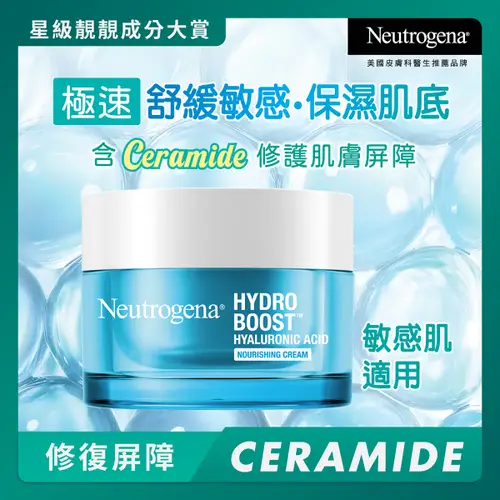 星級靚靚成分大賞
Neutrogena®
美國皮膚科醫生推薦品牌
極速 舒緩敏感·保濕肌底
含 Ceramide 修護肌膚屏障
Neutrogena®
HYDRO
BOOST™
HYALURONIC ACID
NOURISHING CREAM
敏感肌
適用
修復屏障
CERAMIDE